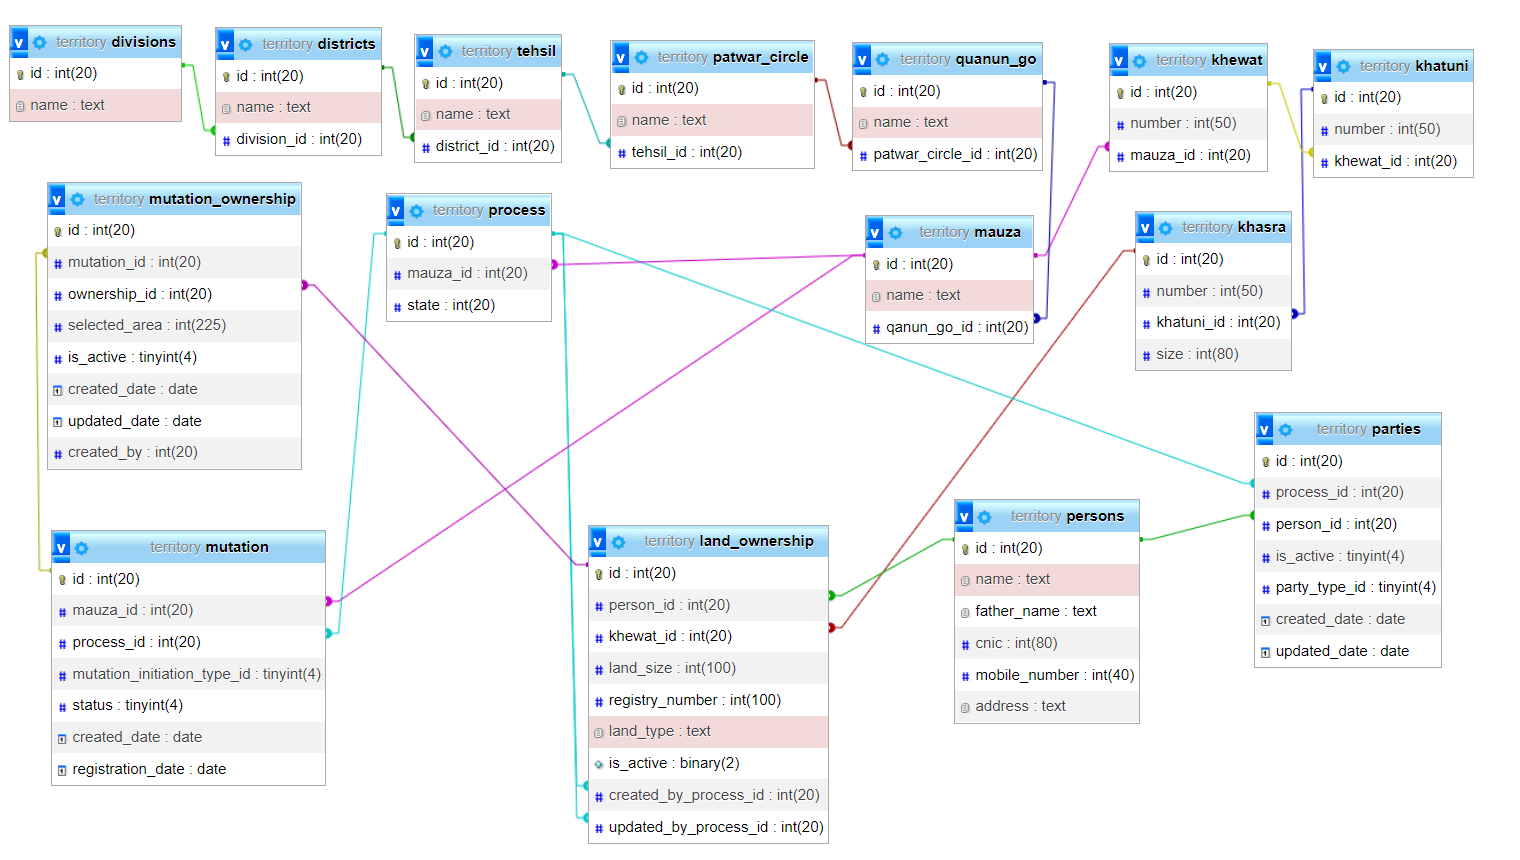 v territory divisions
id : int(20)
name : text
v territory districts
id : int(20)
name : text
# division_id : int(20)
v territory tehsil
id : int(20)
name : text
# district_id : int(20)
v territory patwar_circle
id : int(20)
name : text
# tehsil_id : int(20)
v territory quanun_go
id : int(20)
name : text
# patwar_circle_id : int(20)
v territory khewat
id : int(20)
# number : int(50)
# mauza_id : int(20)
v territory khatuni
id : int(20)
# number : int(50)
# khewat_id : int(20)
v territory mutation_ownership
id : int(20)
# mutation_id : int(20)
# ownership_id : int(20)
# selected_area : int(225)
# is_active : tinyint(4)
created_date : date
updated_date : date
# created_by : int(20)
v territory process
id : int(20)
# mauza_id : int(20)
# state : int(20)
v territory mauza
id : int(20)
name : text
# qanun_go_id : int(20)
v territory khasra
id : int(20)
# number : int(50)
# khatuni_id : int(20)
# size : int(80)
v territory mutation
id : int(20)
# mauza_id : int(20)
# process_id : int(20)
# mutation_initiation_type_id : tinyint(4)
# status : tinyint(4)
created_date : date
registration_date : date
v territory land_ownership
id : int(20)
# person_id : int(20)
# khewat_id : int(20)
# land_size : int(100)
# registry_number : int(100)
land_type : text
is_active : binary(2)
# created_by_process_id : int(20)
# updated_by_process_id : int(20)
v territory persons
id : int(20)
name : text
father_name : text
# cnic : int(80)
# mobile_number : int(40)
address : text
v territory parties
id : int(20)
# process_id : int(20)
# person_id : int(20)
# is_active : tinyint(4)
# party_type_id : tinyint(4)
created_date : date
updated_date : date